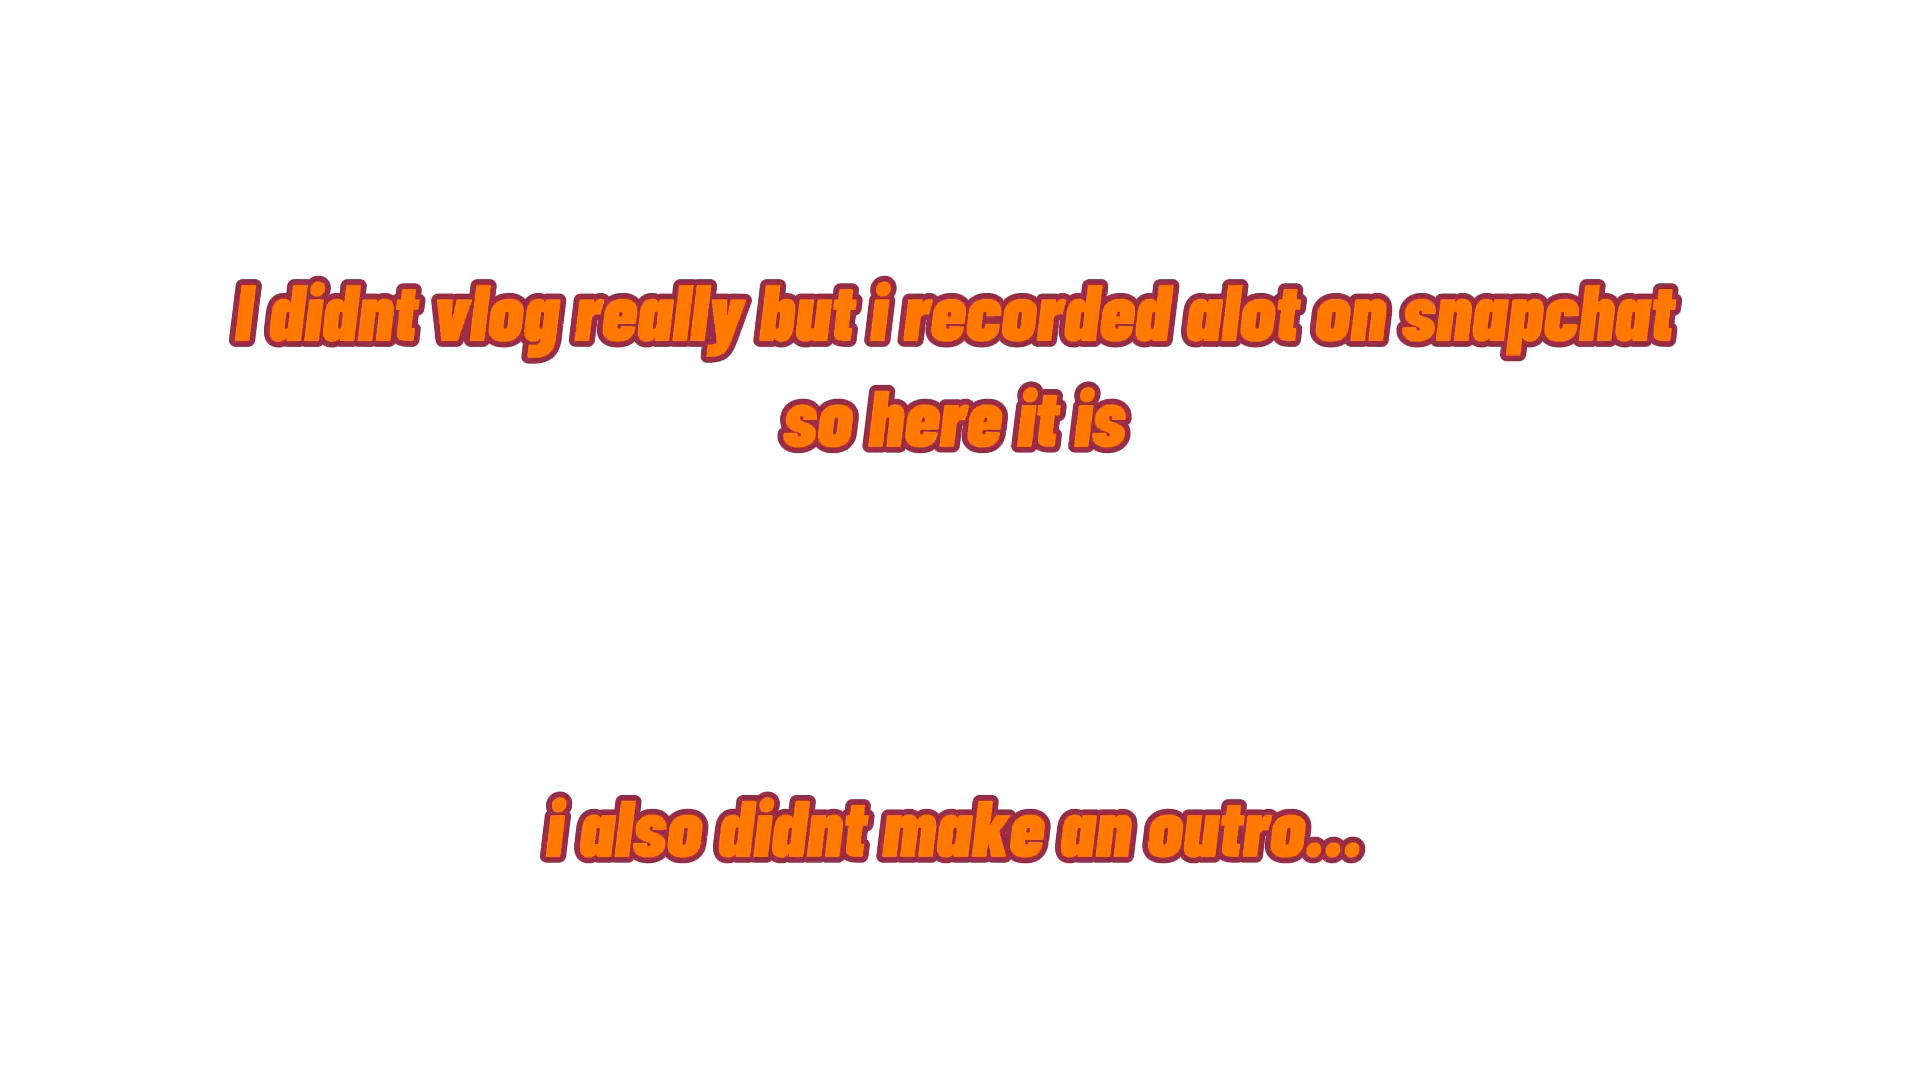 I didnt vlog really but i recorded alot on snapchat
so here it is
i also didnt make an outro...